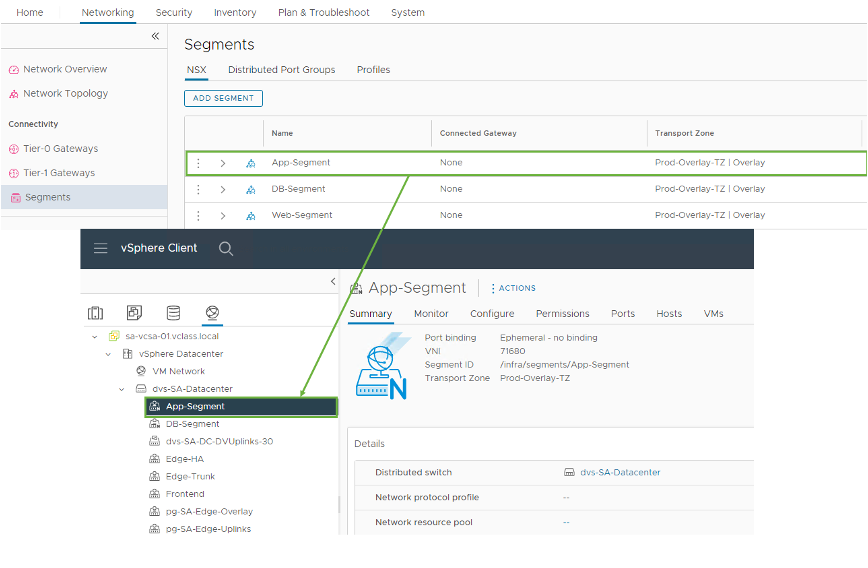 Home Networking Security Inventory Plan & Troubleshoot System
Segments
NSX Distributed Port Groups Profiles
Network Overview
Network Topology
ADD SEGMENT
Connectivity
Name Connected Gateway Transport Zone
Tier-0 Gateways
App-Segment None Prod-Overlay-TZ | Overlay
Tier-1 Gateways
DB-Segment None Prod-Overlay-TZ | Overlay
Segments
Web-Segment None Prod-Overlay-TZ | Overlay
vSphere Client
App-Segment ACTIONS
Summary Monitor Configure Permissions Ports Hosts VMs
sa-vcsa-01.vclass.local
vSphere Datacenter
VM Network
dvs-SA-Datacenter
App-Segment
DB-Segment
dvs-SA-DC-DVUplinks-30
Edge-HA
Edge-Trunk
Frontend
pg-SA-Edge-Overlay
pg-SA-Edge-Uplinks
Port binding Ephemeral - no binding
VNI 71680
Segment ID /infra/segments/App-Segment
Transport Zone Prod-Overlay-TZ
N
Details
Distributed switch dvs-SA-Datacenter
Network protocol profile --
Network resource pool --